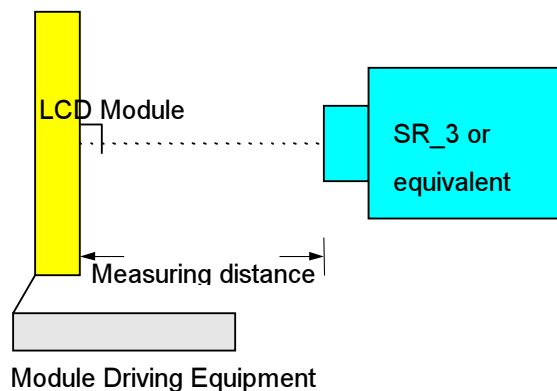 LCD Module
SR_3 or
equivalent
Measuring distance
Module Driving Equipment